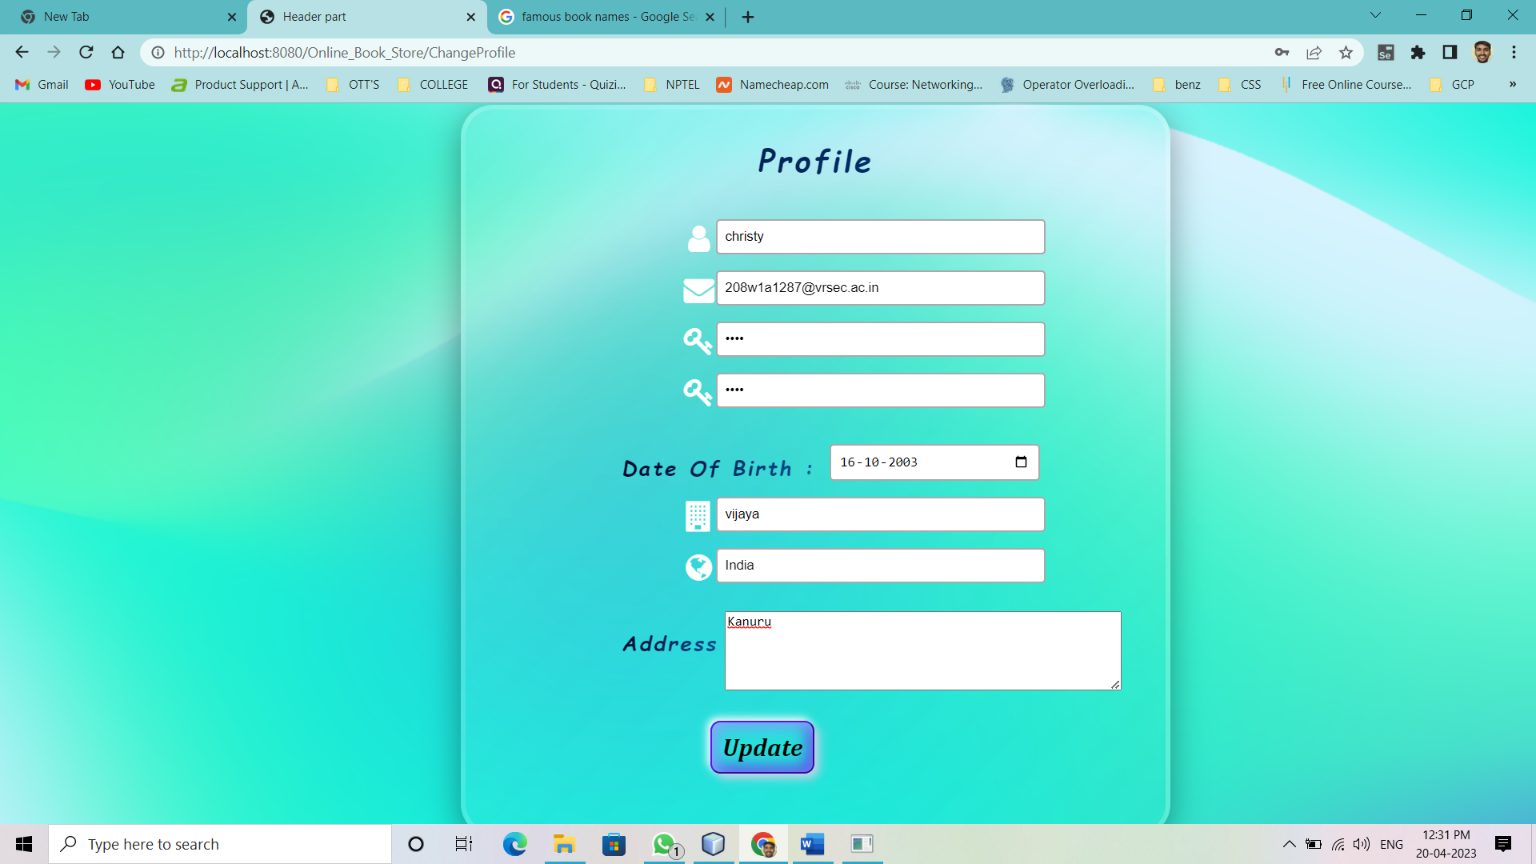 New Tab
Header part
famous book names - Google Se
http://localhost:8080/Online_Book_Store/ChangeProfile
Gmail
YouTube
Product Support | A...
OTT'S
COLLEGE
For Students - Quizi...
NPTEL
Namecheap.com
Course: Networking...
Operator Overloadi...
benz
CSS
Free Online Course...
GCP
»
Profile
christy
208w1a1287@vrsec.ac.in
••••
••••
Date Of Birth :
16-10-2003
vijaya
India
Address
Kanuru
Update
Type here to search
1
ENG
12:31 PM
20-04-2023